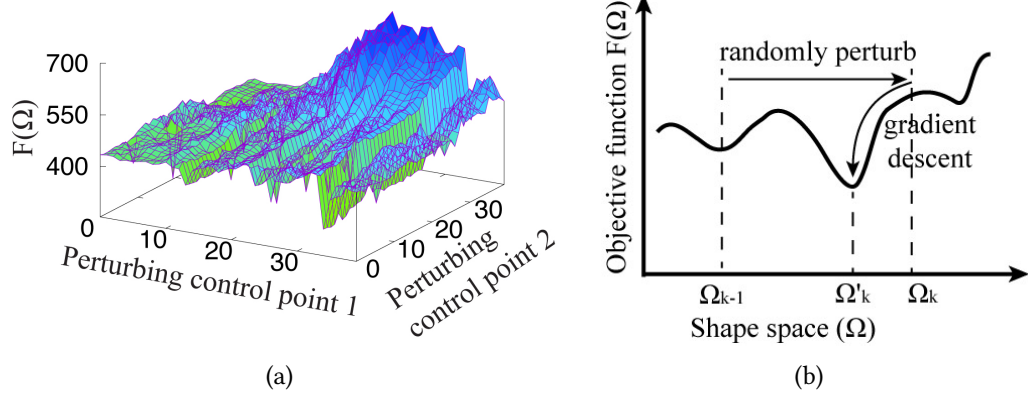 (a)
700
550
400
F(Ω)
0
10
20
30
Perturbing control point 1
0
10
20
30
Perturbing
control point 2
(b)
Objective function F(Ω)
randomly perturb
gradient
descent
Ωk-1
Ω'k
Ωk
Shape space (Ω)